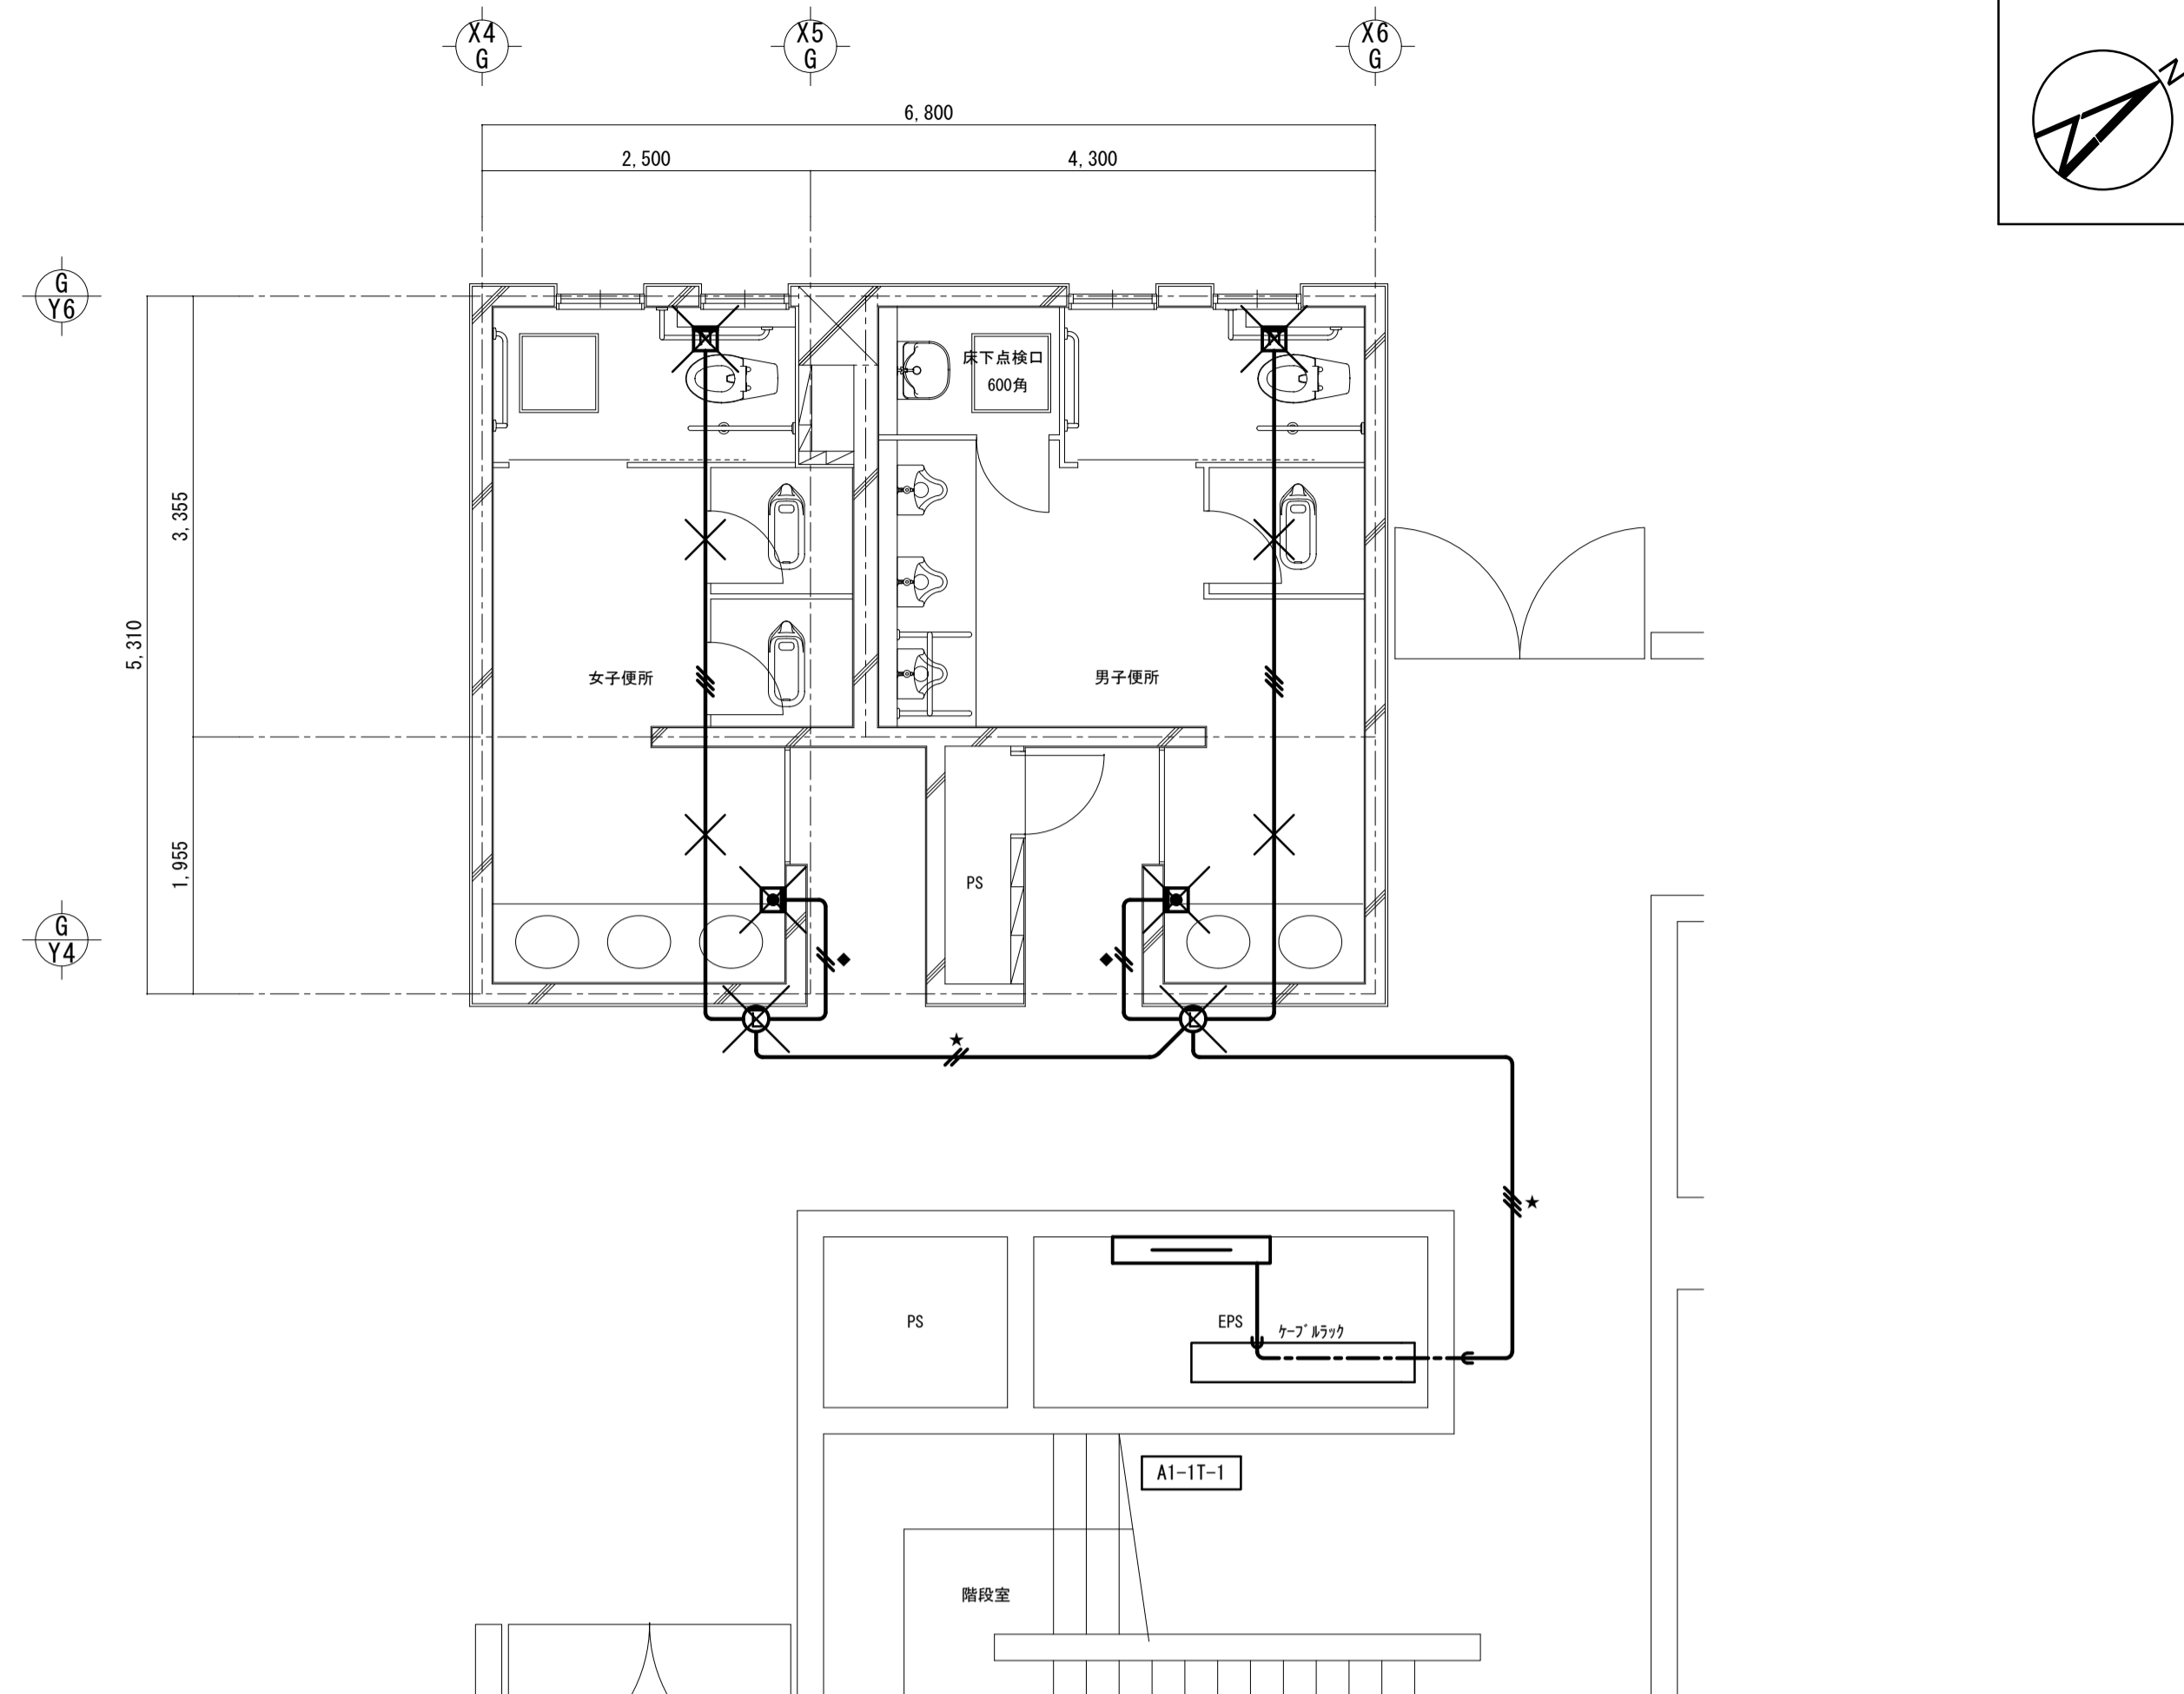 X4
G
X5
G
X6
G
N
6,800
2,500
4,300
G
Y6
床下点検口
600角
3,355
5,310
女子便所
男子便所
1,955
PS
G
Y4
◆
◆
L
L
★
★
PS
EPS
ケーブルラック
A1-1T-1
階段室